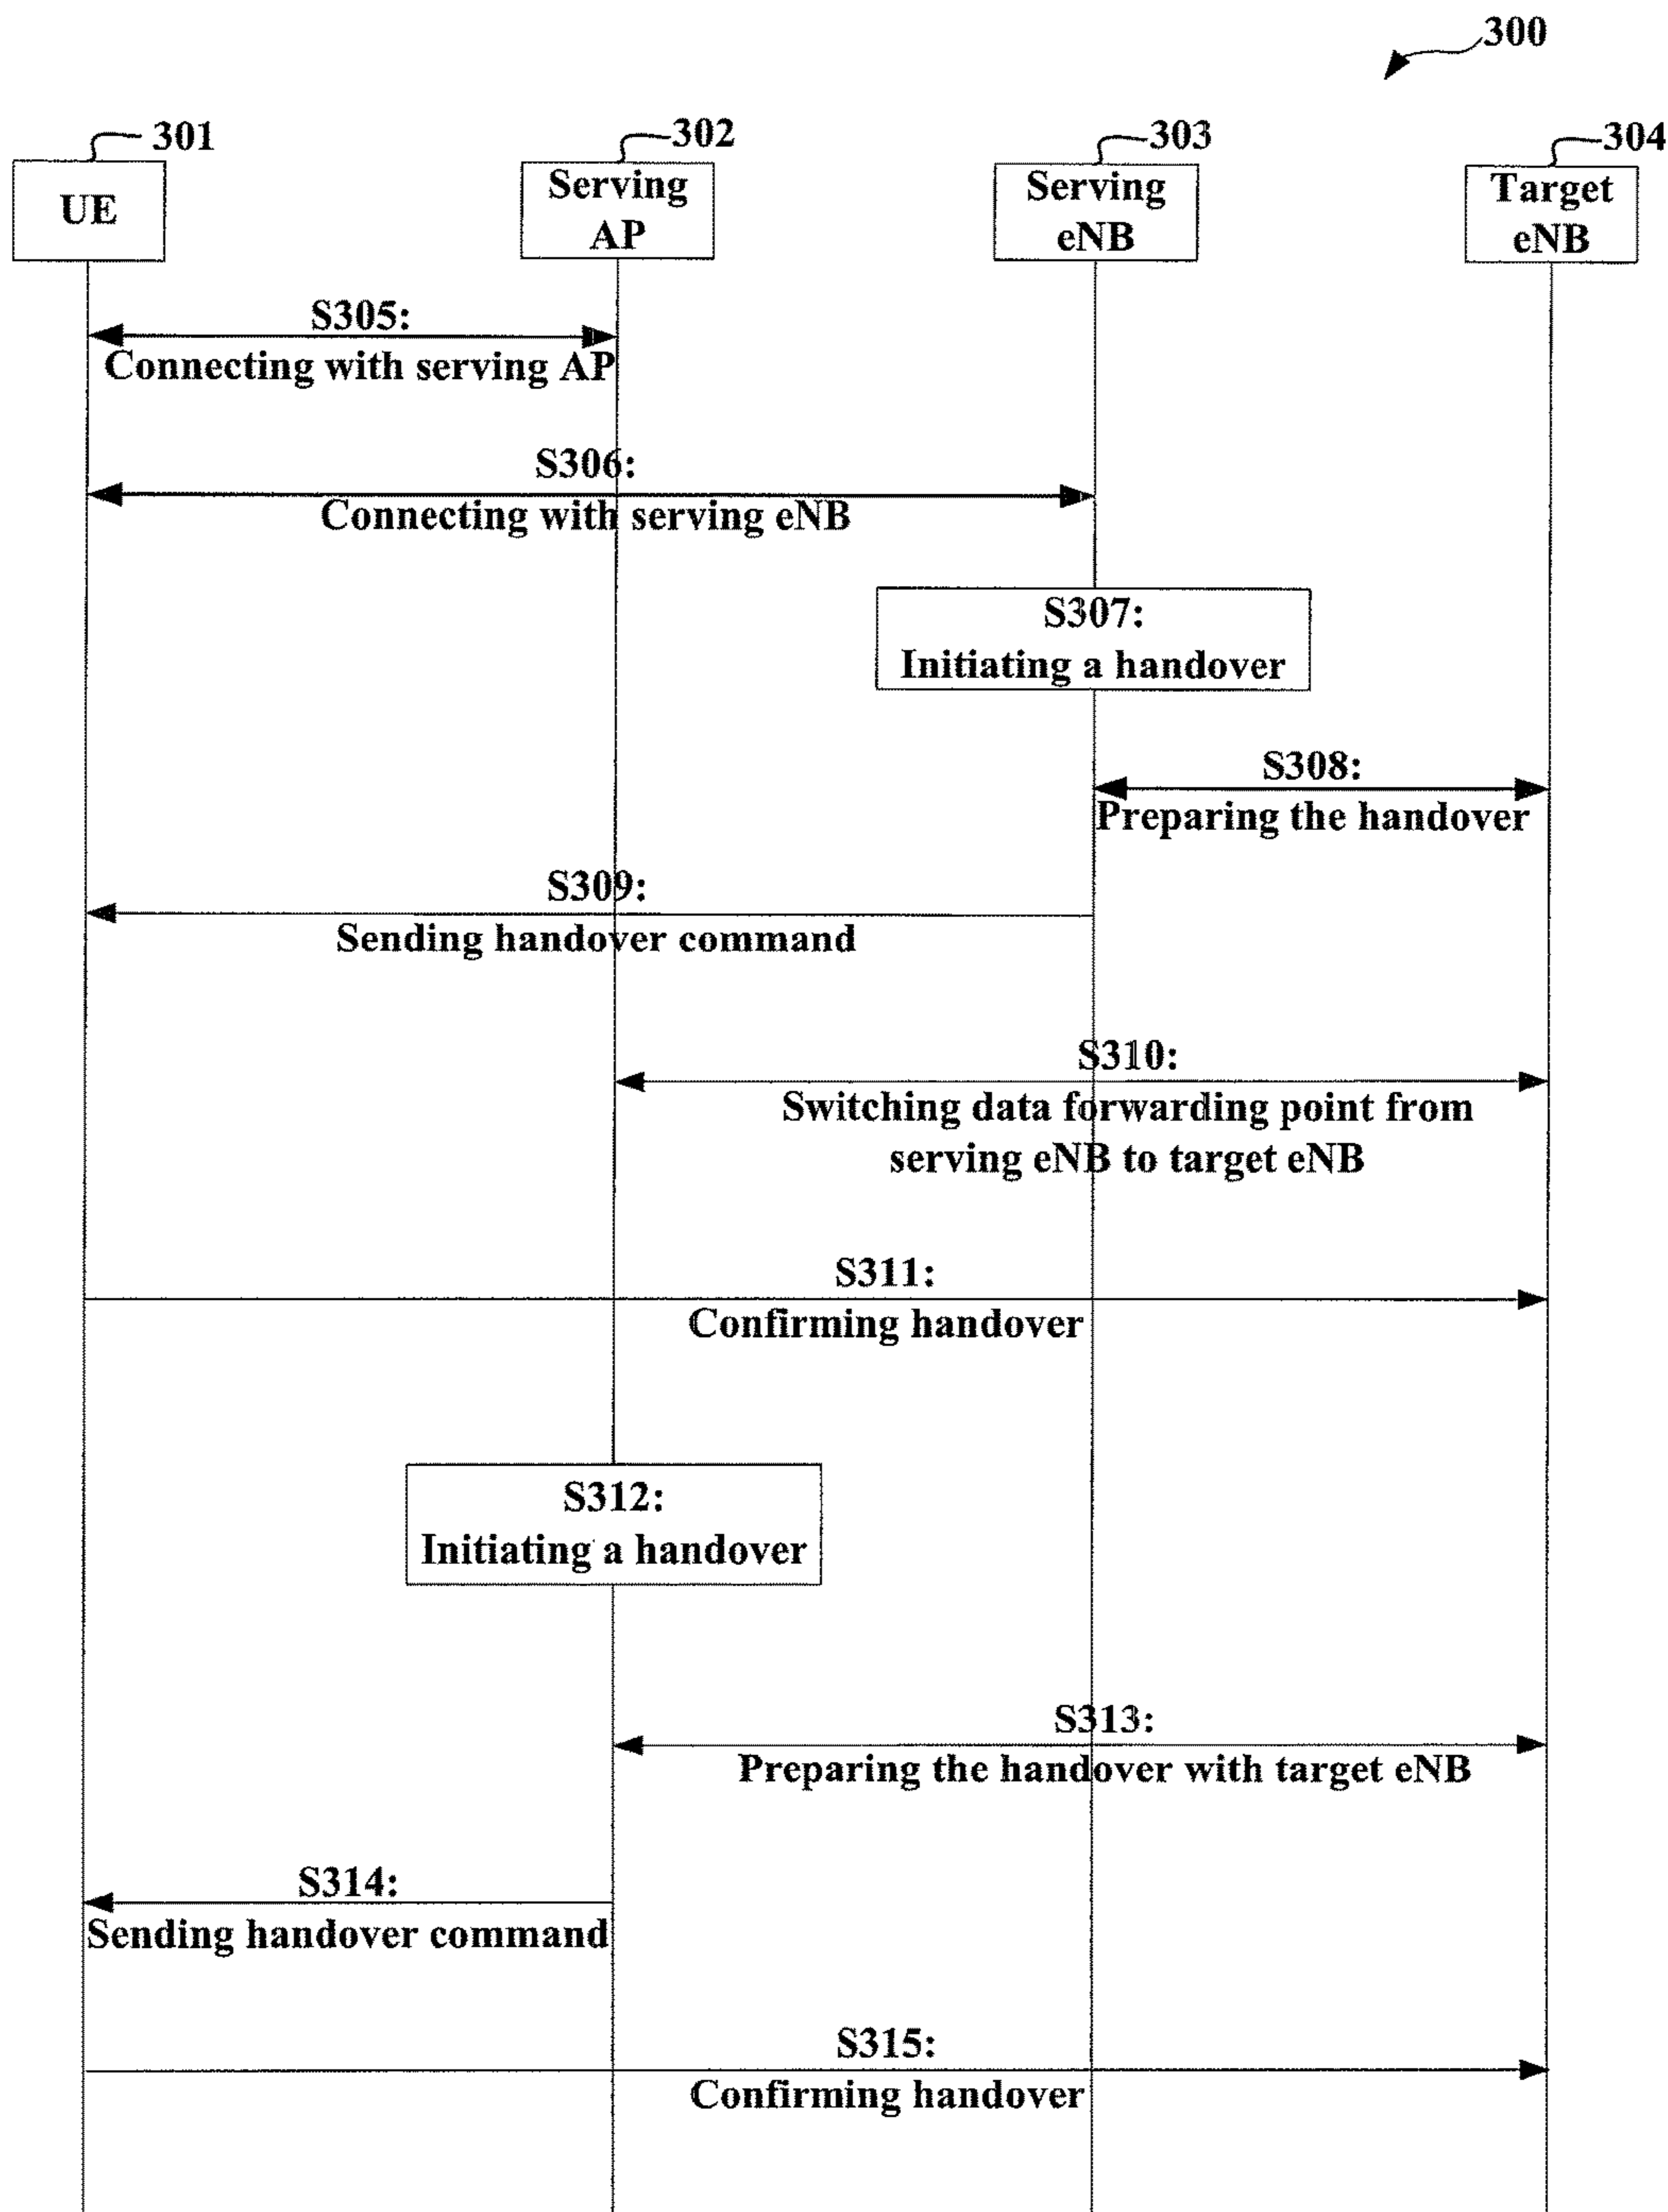 300
301
302
303
304
UE
Serving
AP
Serving
eNB
Target
eNB
S305:
Connecting with serving AP
S306:
Connecting with serving eNB
S307:
Initiating a handover
S308:
Preparing the handover
S309:
Sending handover command
S310:
Switching data forwarding point from
serving eNB to target eNB
S311:
Confirming handover
S312:
Initiating a handover
S313:
Preparing the handover with target eNB
S314:
Sending handover command
S315:
Confirming handover